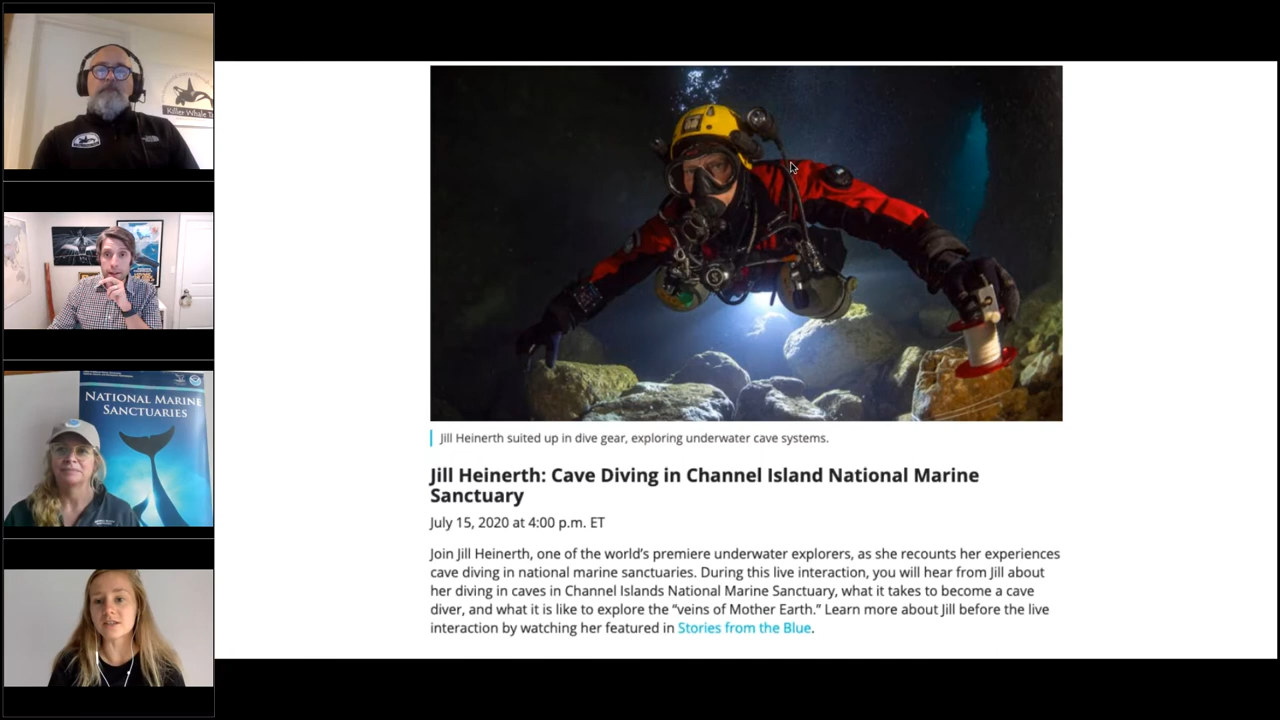 Killer Whale
NATIONAL MARINE
SANCTUARIES
Jill Heinerth suited up in dive gear, exploring underwater cave systems.
Jill Heinerth: Cave Diving in Channel Island National Marine
Sanctuary
July 15, 2020 at 4:00 p.m. ET
Join Jill Heinerth, one of the world's premiere underwater explorers, as she recounts her experiences
cave diving in national marine sanctuaries. During this live interaction, you will hear from Jill about
her diving in caves in Channel Islands National Marine Sanctuary, what it takes to become a cave
diver, and what it is like to explore the “veins of Mother Earth.” Learn more about Jill before the live
interaction by watching her featured in Stories from the Blue.